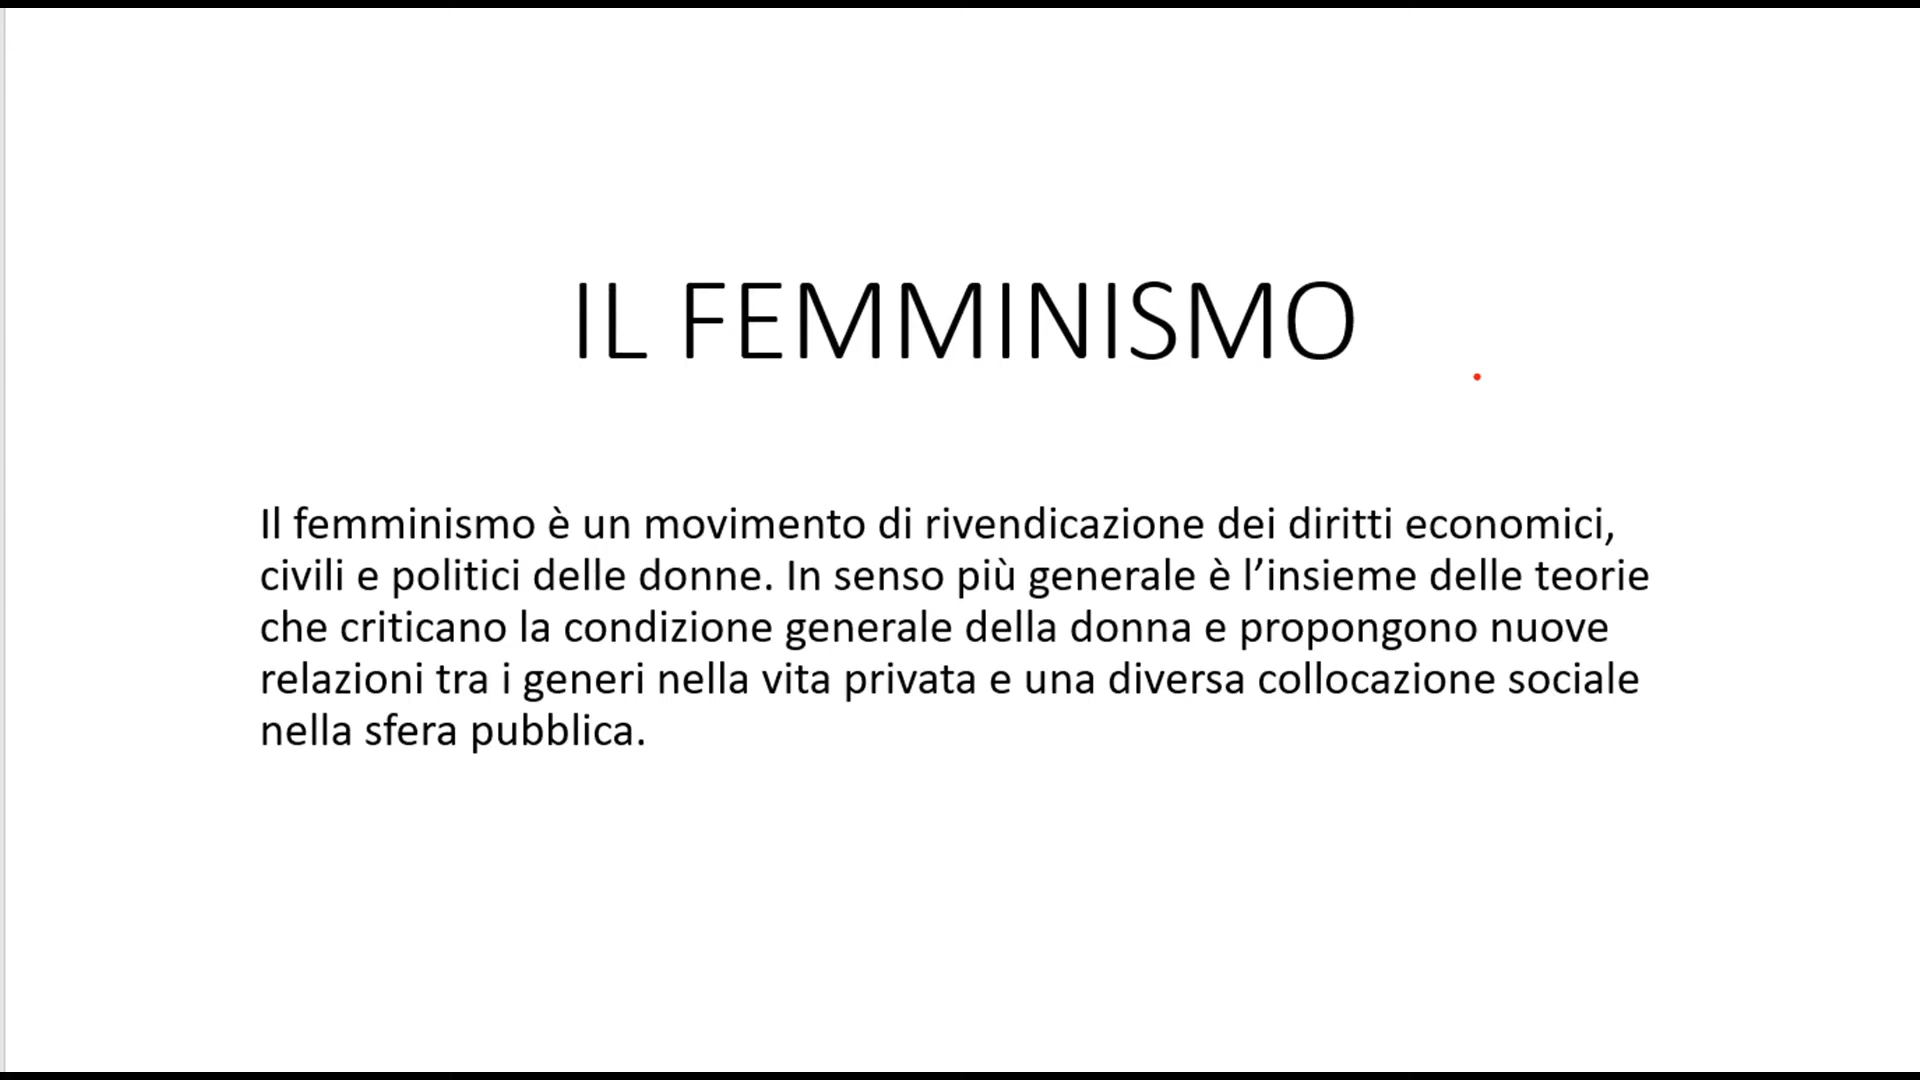 IL FEMMINISMO
Il femminismo è un movimento di rivendicazione dei diritti economici,
civili e politici delle donne. In senso più generale è l’insieme delle teorie
che criticano la condizione generale della donna e propongono nuove
relazioni tra i generi nella vita privata e una diversa collocazione sociale
nella sfera pubblica.